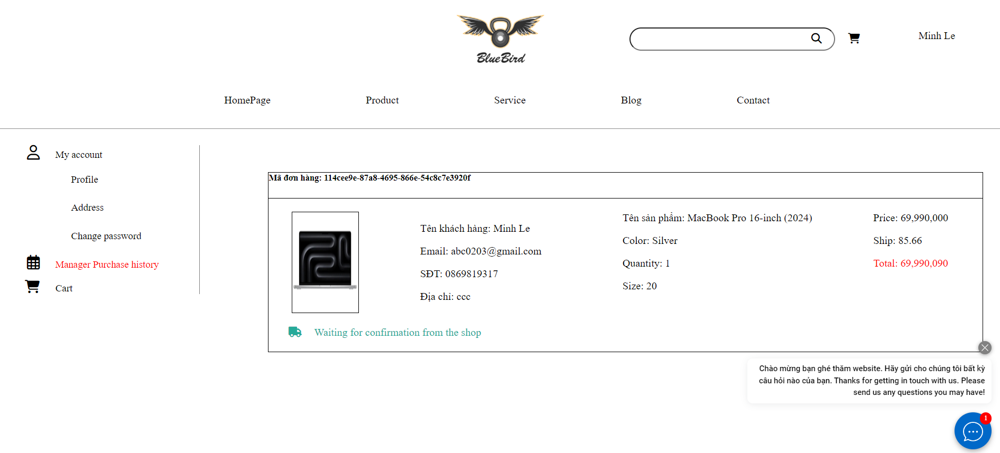 BlueBird
Minh Le
HomePage
Product
Service
Blog
Contact
My account
Profile
Address
Change password
Manager Purchase history
Cart
Mã đơn hàng: 114cee9e-87a8-4695-866e-54c8c7e3920f
Tên khách hàng: Minh Le
Email: abc0203@gmail.com
SĐT: 0869819317
Địa chỉ: ccc
Tên sản phẩm: MacBook Pro 16-inch (2024)
Color: Silver
Quantity: 1
Size: 20
Price: 69,990,000
Ship: 85.66
Total: 69,990,090
Waiting for confirmation from the shop
Chào mừng bạn ghé thăm website. Hãy gửi cho chúng tôi bất kỳ
câu hỏi nào của bạn. Thanks for getting in touch with us. Please
send us any questions you may have!
1